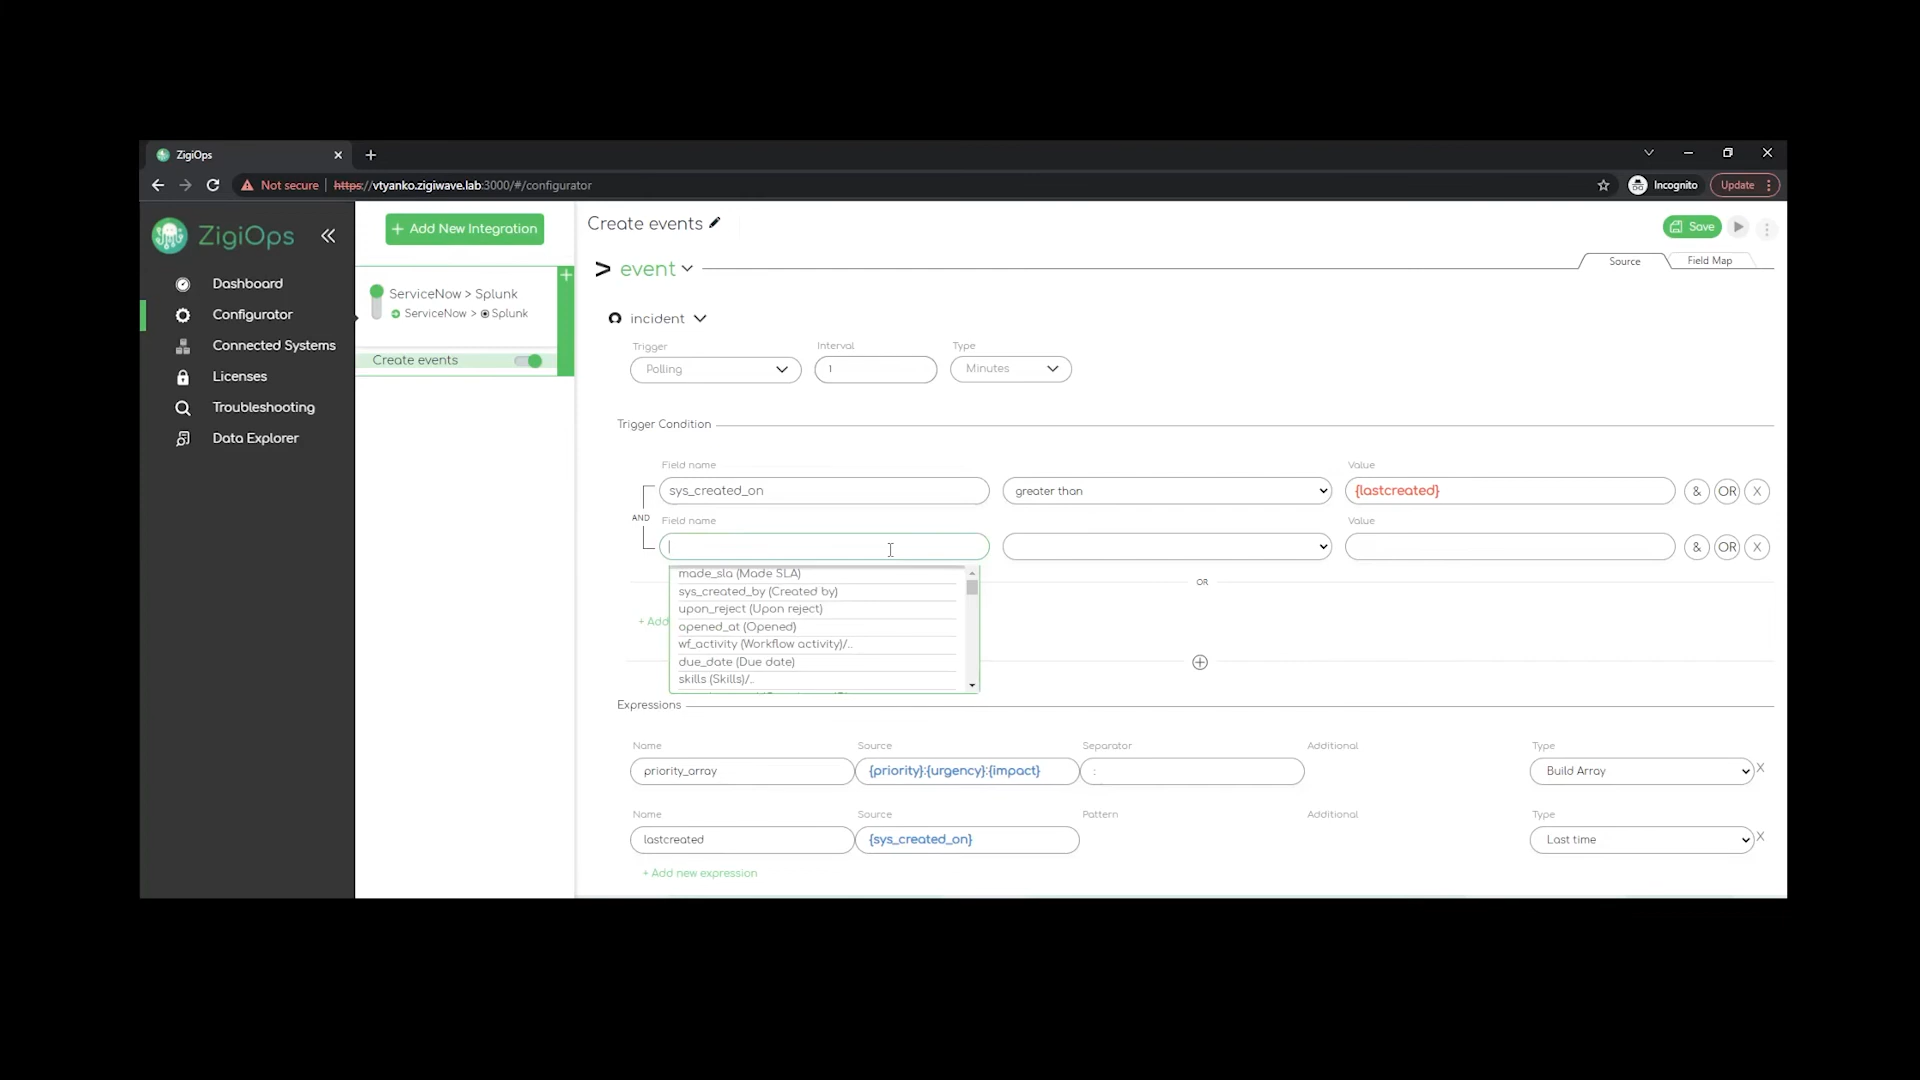 ZigiOps
Not secure | https://vtyanko.zigiwave.lab:3000/#/configurator
Incognito
Update
ZigiOps
Dashboard
Configurator
Connected Systems
Licenses
Troubleshooting
Data Explorer
+ Add New Integration
ServiceNow > Splunk
ServiceNow > Splunk
Create events
Create events
Save
> event
Source
Field Map
incident
Trigger
Interval
Type
Polling
1
Minutes
Trigger Condition
Field name
Value
sys_created_on
greater than
{lastcreated}
& OR X
AND
Field name
Value
& OR X
made_sla (Made SLA)
sys_created_by (Created by)
upon_reject (Upon reject)
opened_at (Opened)
wf_activity (Workflow activity)/..
due_date (Due date)
skills (Skills)/..
OR
+ Add
Expressions
Name
Source
Separator
Additional
Type
priority_array
{priority}:{urgency}:{impact}
:
Build Array
X
Name
Source
Pattern
Additional
Type
lastcreated
{sys_created_on}
Last time
X
+ Add new expression